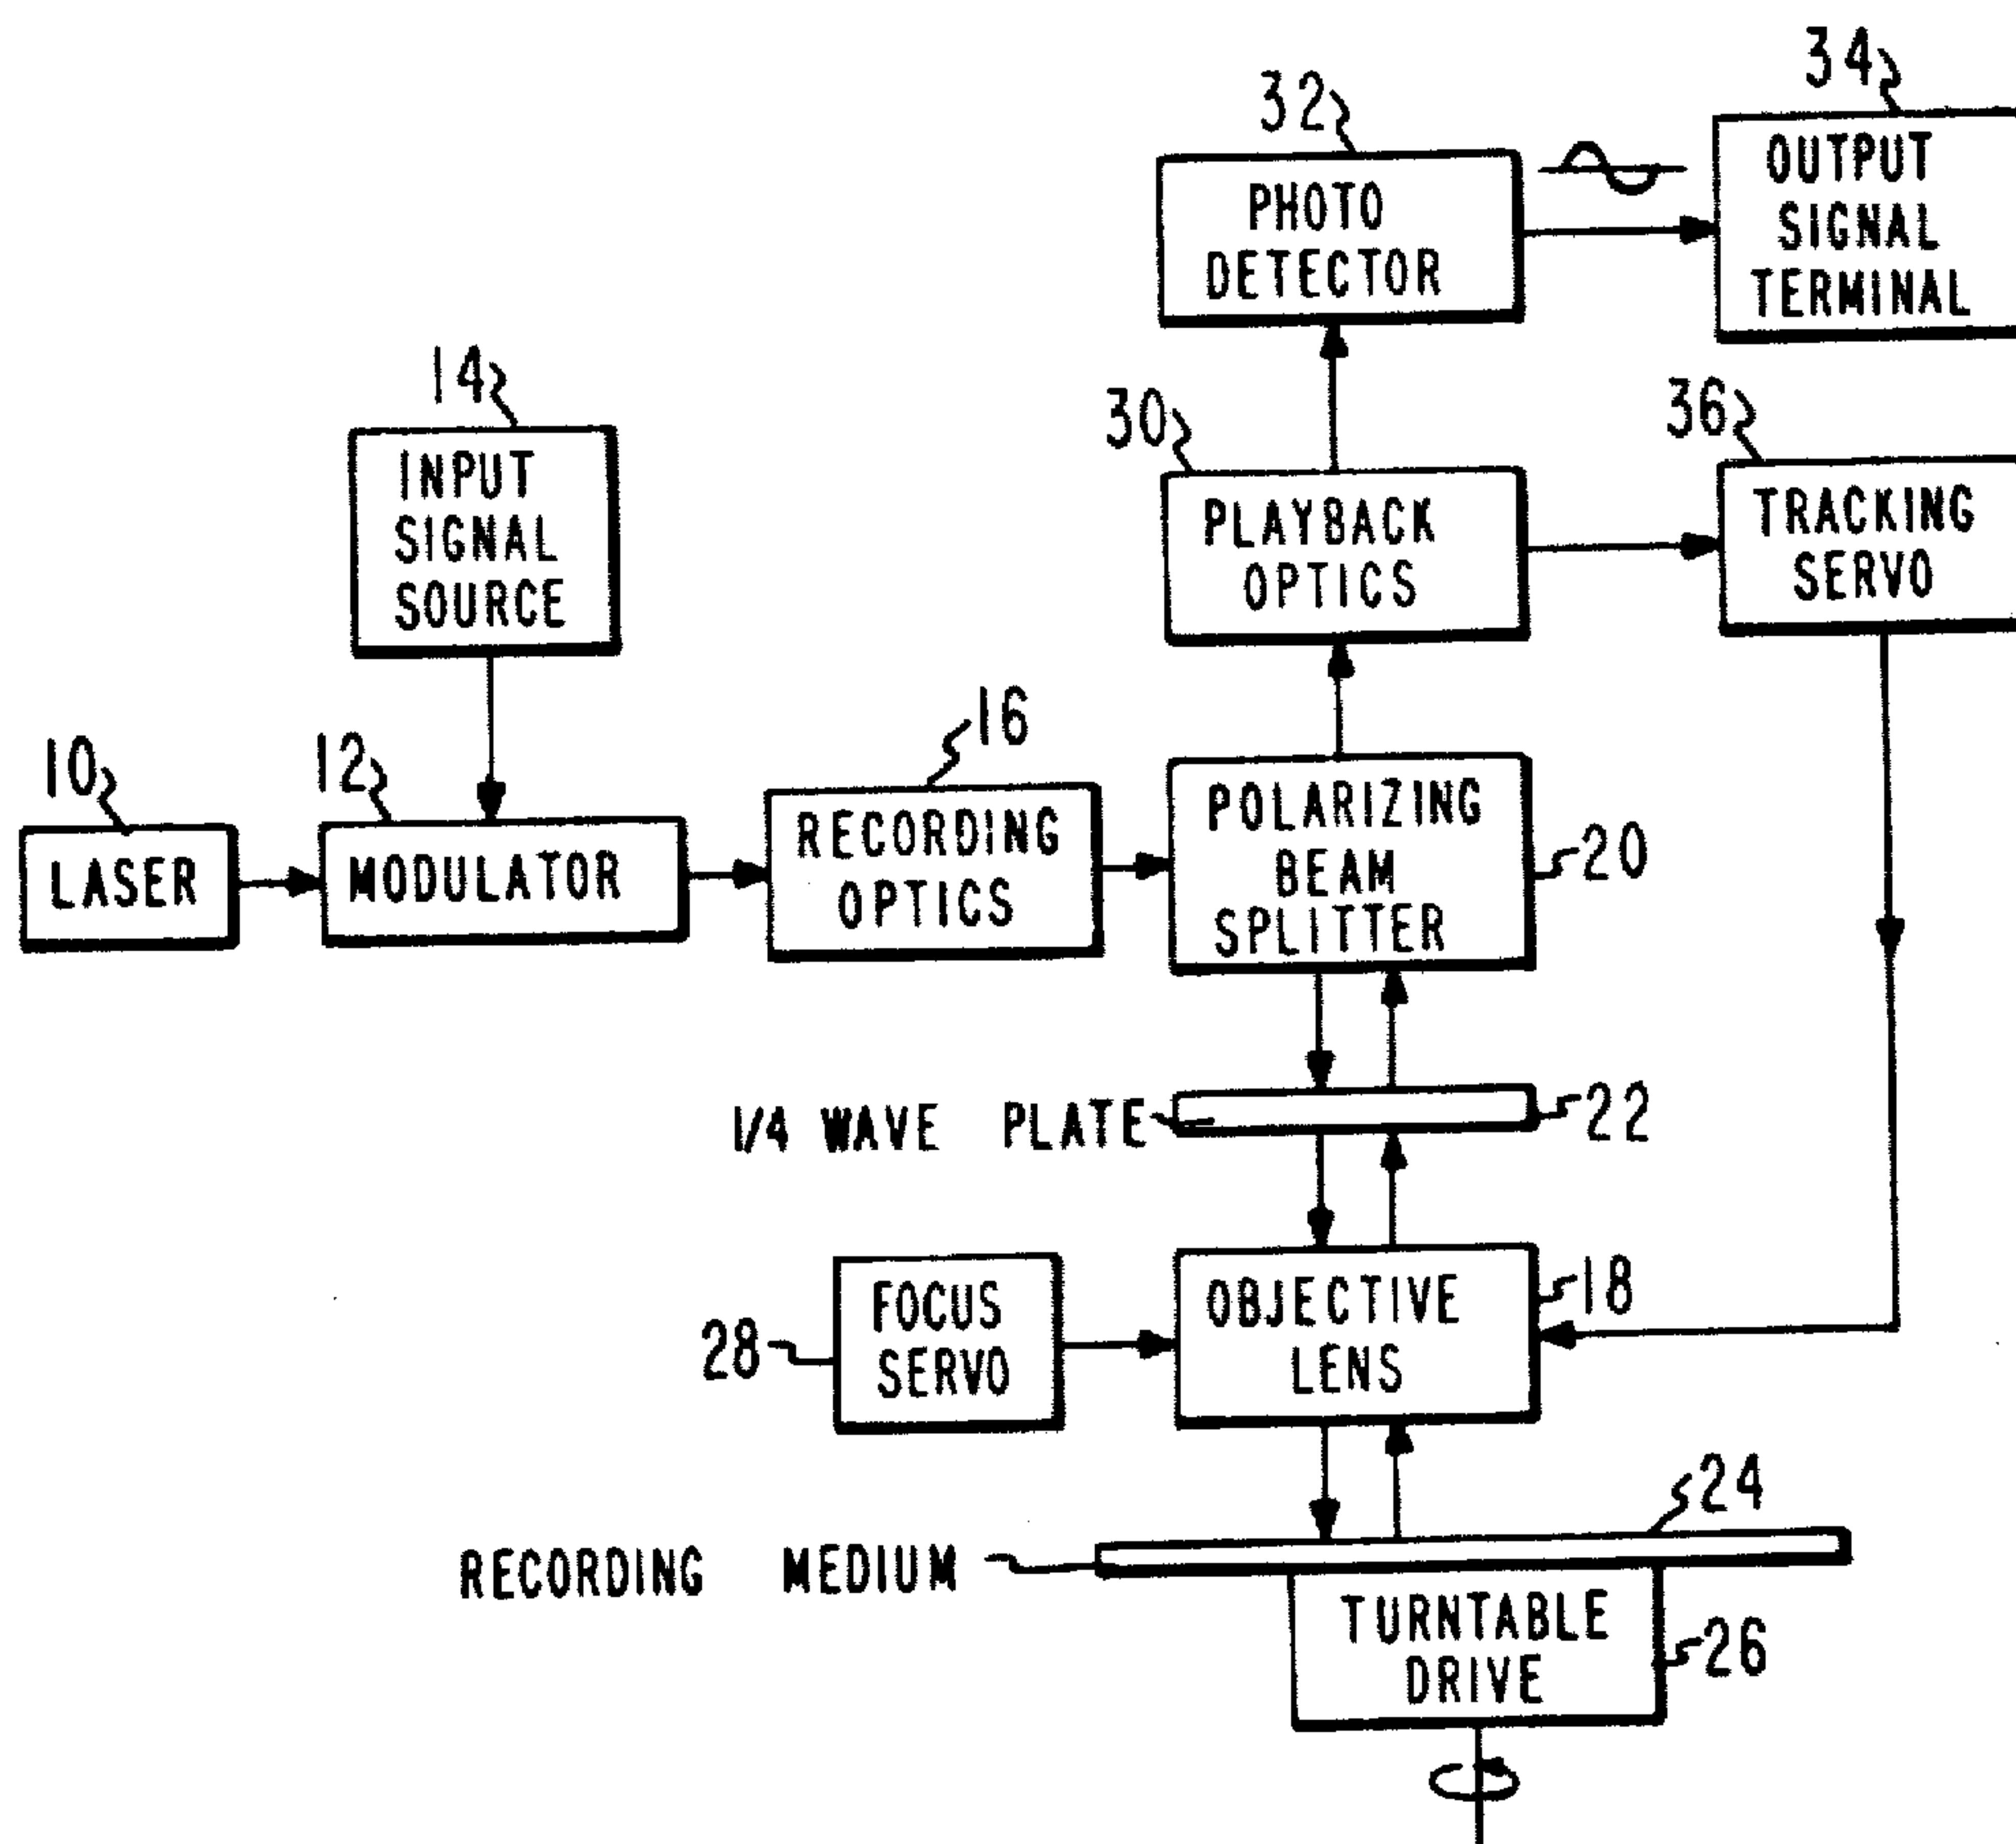 34
32
OUTPUT
SIGNAL
TERMINAL
PHOTO
DETECTOR
14
INPUT
SIGNAL
SOURCE
30
36
PLAYBACK
OPTICS
TRACKING
SERVO
10
LASER
12
MODULATOR
16
RECORDING
OPTICS
POLARIZING
BEAM
SPLITTER
20
1/4 WAVE PLATE
22
28
FOCUS
SERVO
OBJECTIVE
LENS
18
24
RECORDING MEDIUM
TURNTABLE
DRIVE
26